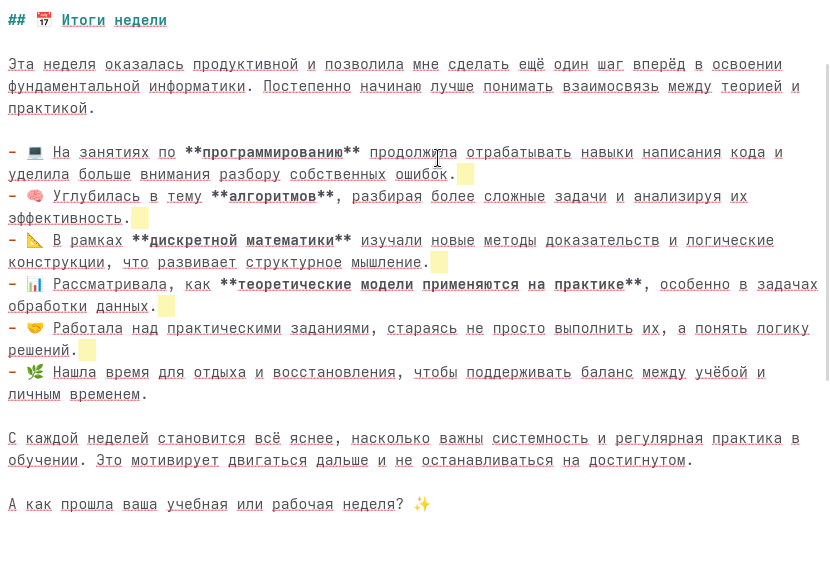 ## 📅 Итоги недели
Эта неделя оказалась продуктивной и позволила мне сделать ещё один шаг вперёд в освоении
фундаментальной информатики. Постепенно начинаю лучше понимать взаимосвязь между теорией и
практикой.
- 💻 На занятиях по **программированию** продолжила отрабатывать навыки написания кода и
уделила больше внимания разбору собственных ошибок.
- 🧠 Углубилась в тему **алгоритмов**, разбирая более сложные задачи и анализируя их
эффективность.
- 📐 В рамках **дискретной математики** изучали новые методы доказательств и логические
конструкции, что развивает структурное мышление.
- 📊 Рассматривала, как **теоретические модели применяются на практике**, особенно в задачах
обработки данных.
- 🤝 Работала над практическими заданиями, стараясь не просто выполнить их, а понять логику
решений.
- 🌿 Нашла время для отдыха и восстановления, чтобы поддерживать баланс между учёбой и
личным временем.
С каждой неделей становится всё яснее, насколько важны системность и регулярная практика в
обучении. Это мотивирует двигаться дальше и не останавливаться на достигнутом.
А как прошла ваша учебная или рабочая неделя? ✨